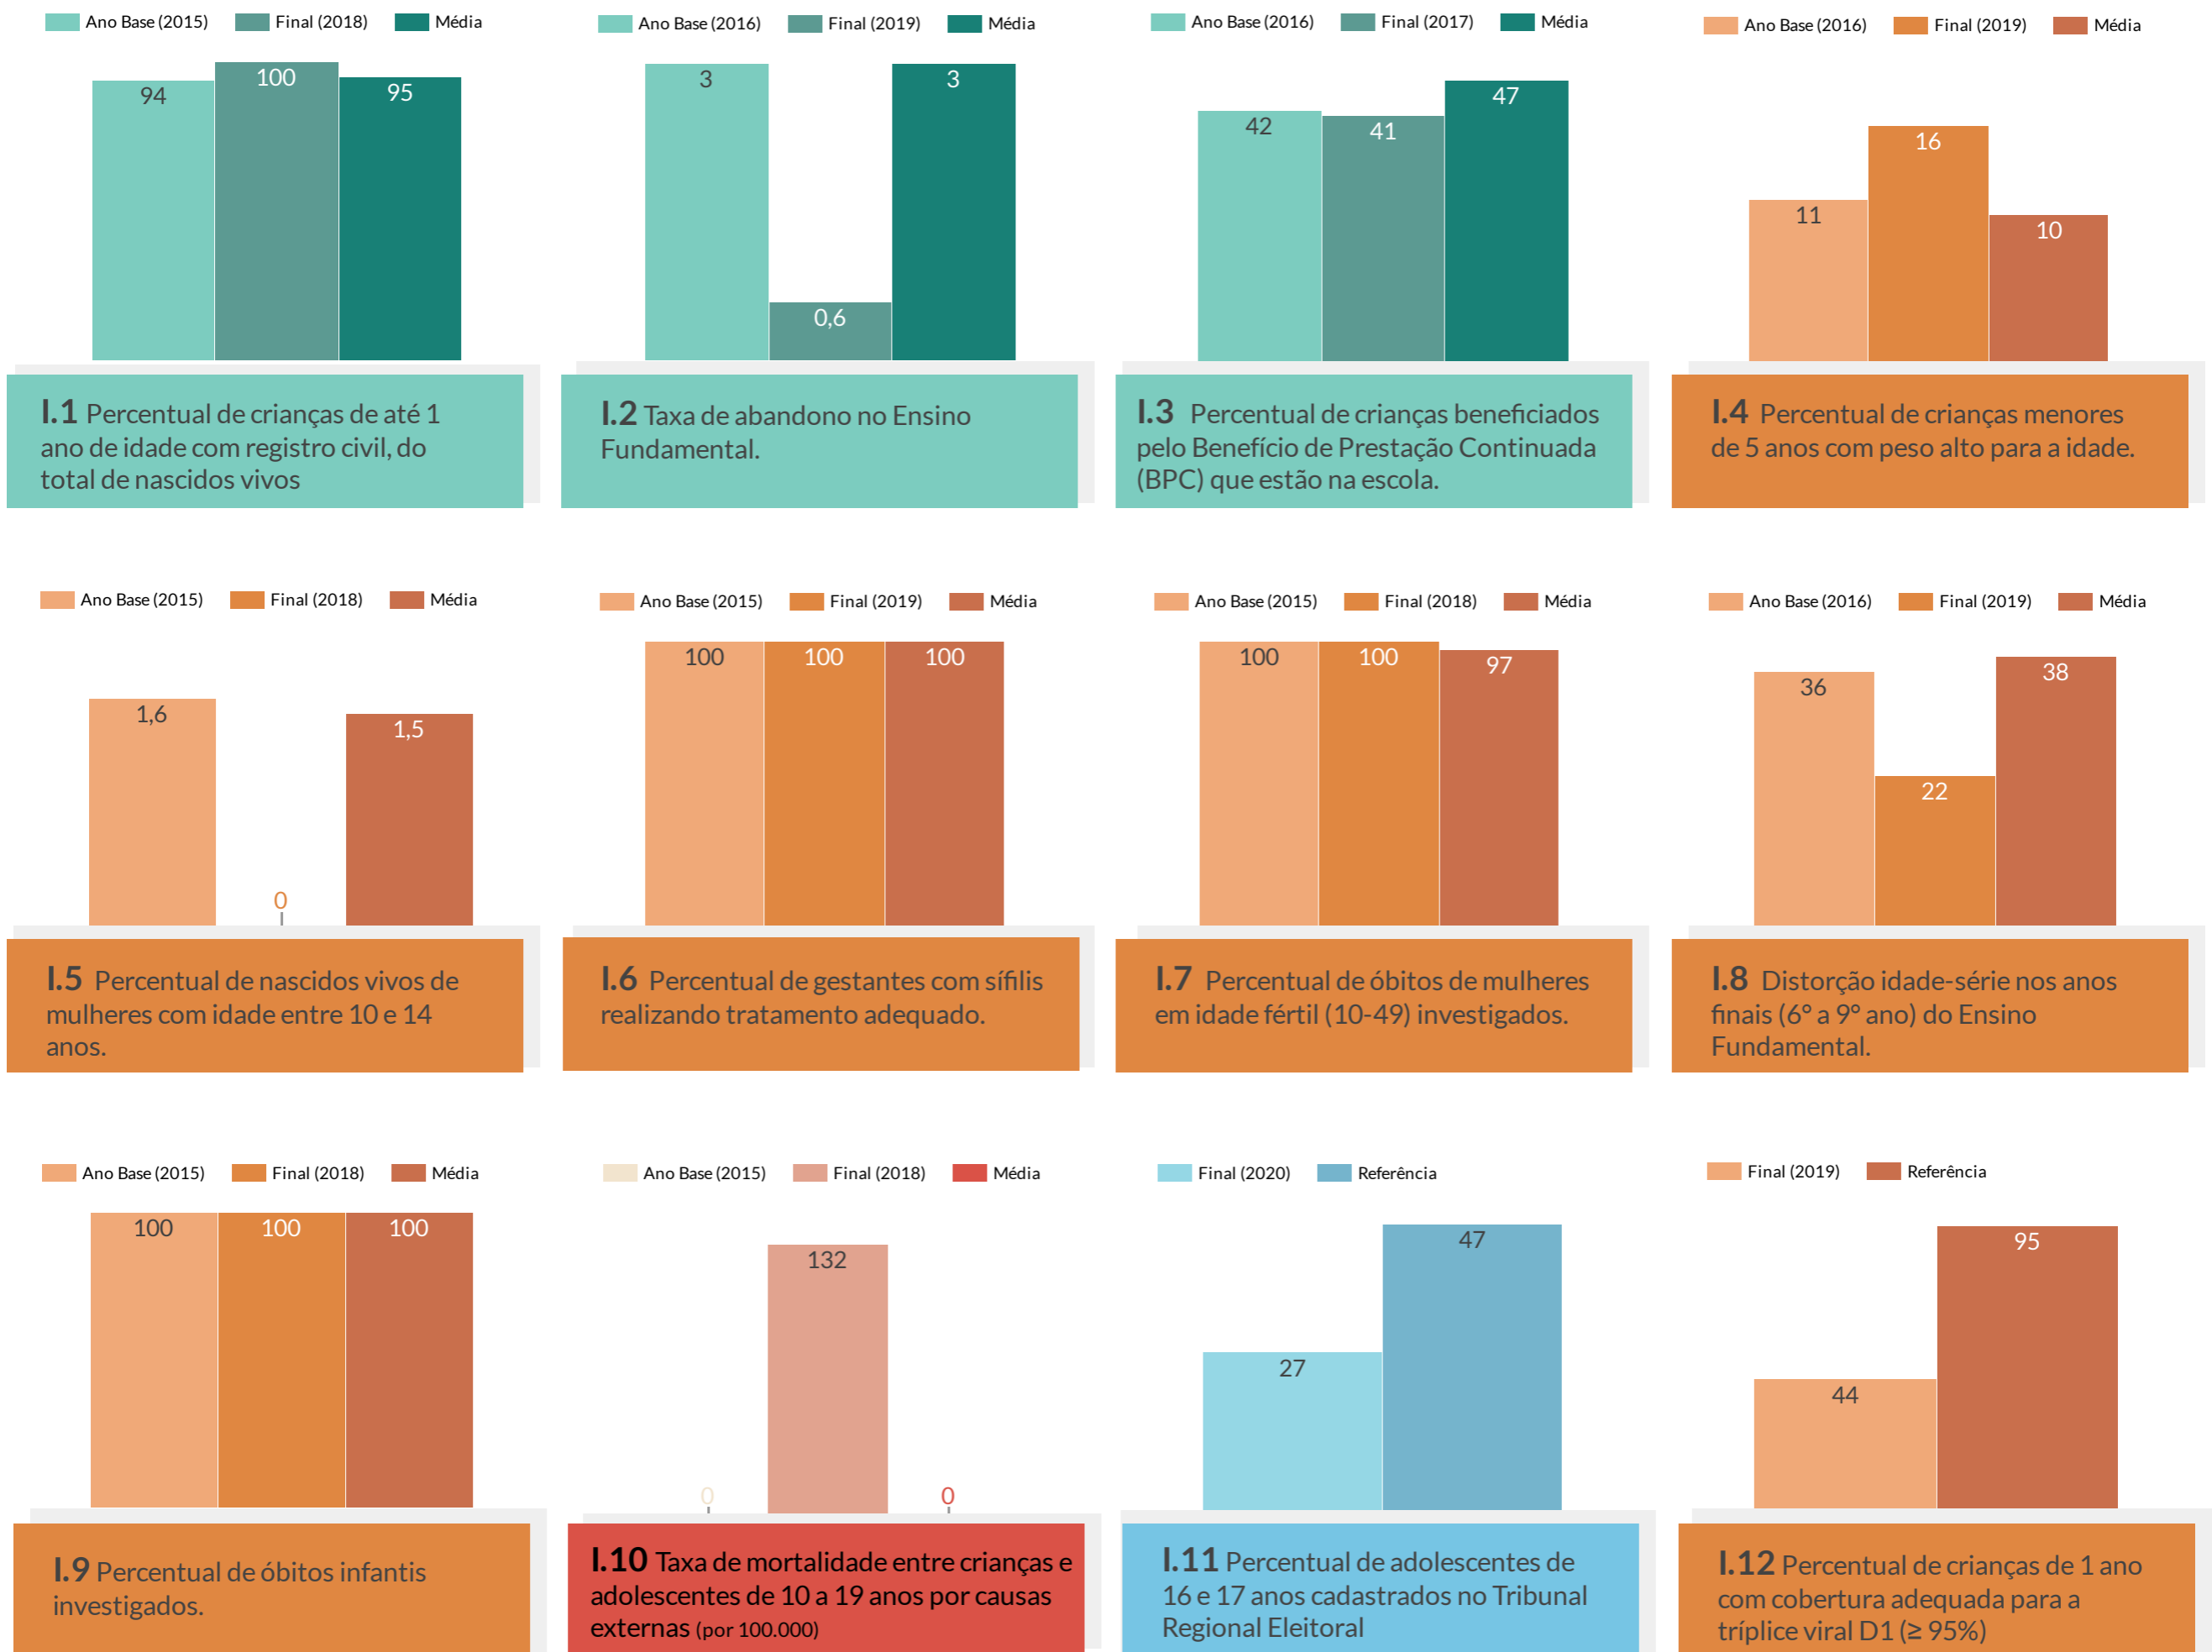 Ano Base (2015) Final (2018) Média
94
100
95
I.1 Percentual de crianças de até 1
ano de idade com registro civil, do
total de nascidos vivos
Ano Base (2016) Final (2019) Média
3
0,6
3
I.2 Taxa de abandono no Ensino
Fundamental.
Ano Base (2016) Final (2017) Média
42
41
47
I.3 Percentual de crianças beneficiados
pelo Benefício de Prestação Continuada
(BPC) que estão na escola.
Ano Base (2016) Final (2019) Média
11
16
10
I.4 Percentual de crianças menores
de 5 anos com peso alto para a idade.
Ano Base (2015) Final (2018) Média
1,6
0
1,5
I.5 Percentual de nascidos vivos de
mulheres com idade entre 10 e 14
anos.
Ano Base (2015) Final (2019) Média
100
100
100
I.6 Percentual de gestantes com sífilis
realizando tratamento adequado.
Ano Base (2015) Final (2018) Média
100
100
97
I.7 Percentual de óbitos de mulheres
em idade fértil (10-49) investigados.
Ano Base (2016) Final (2019) Média
36
22
38
I.8 Distorção idade-série nos anos
finais (6º a 9º ano) do Ensino
Fundamental.
Ano Base (2015) Final (2018) Média
100
100
100
I.9 Percentual de óbitos infantis
investigados.
Ano Base (2015) Final (2018) Média
0
132
0
I.10 Taxa de mortalidade entre crianças e
adolescentes de 10 a 19 anos por causas
externas (por 100.000)
Final (2020) Referência
27
47
I.11 Percentual de adolescentes de
16 e 17 anos cadastrados no Tribunal
Regional Eleitoral
Final (2019) Referência
44
95
I.12 Percentual de crianças de 1 ano
com cobertura adequada para a
tríplice viral D1 (≥ 95%)